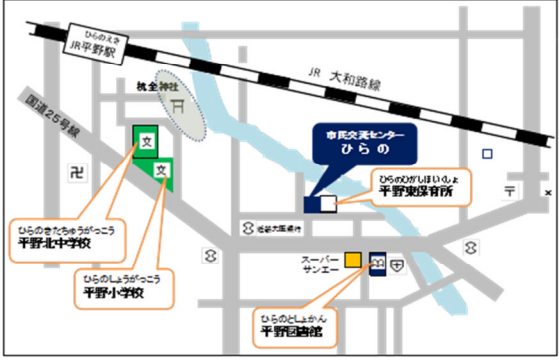 ひらのえき
JR平野駅
JR 大和路線
杭全神社
国道25号線
文
文
市民交流センター
ひらの
ひらのひがしほいくしょ
平野東保育所
近畿大阪銀行
ひらのきたちゅうがっこう
平野北中学校
ひらのしょうがっこう
平野小学校
スーパー
サンエー
ひらのとしょかん
平野図書館